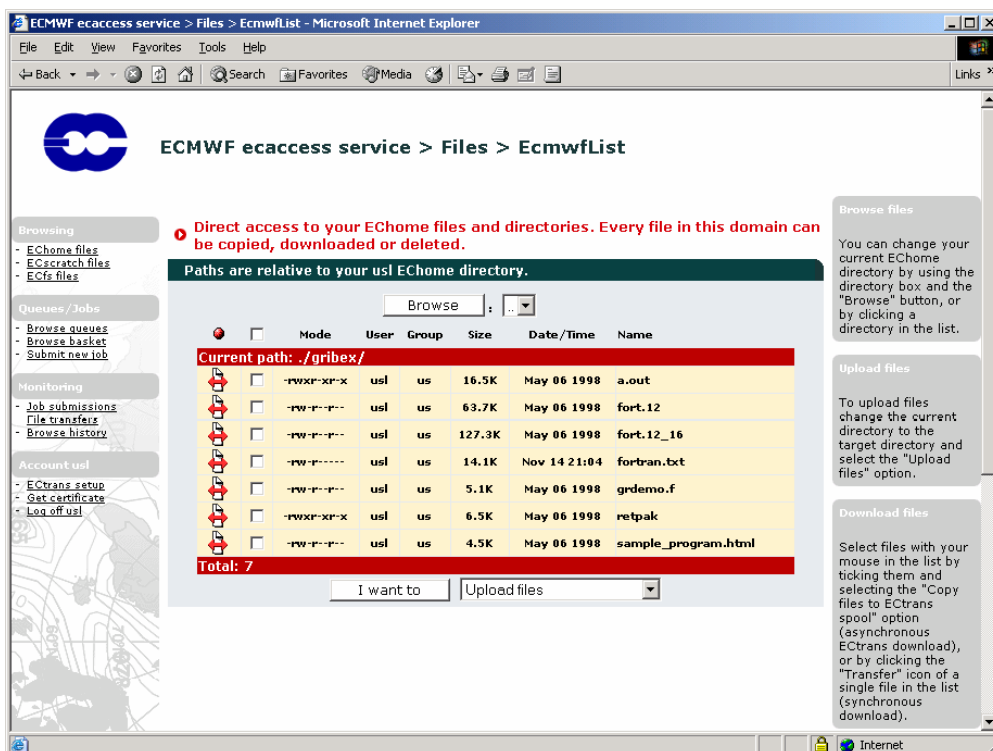 ECMWF ecaccess service > Files > EcmwfList - Microsoft Internet Explorer
File Edit View Favorites Tools Help
Back Search Favorites Media Links »
ECMWF ecaccess service > Files > EcmwfList
Browsing
- EChome files
- ECscratch files
- ECfs files
Queues/Jobs
- Browse queues
- Browse basket
- Submit new job
Monitoring
- Job submissions
File transfers
- Browse history
Account usl
- ECtrans setup
- Get certificate
- Log off usl
Direct access to your EChome files and directories. Every file in this domain can
be copied, downloaded or deleted.
Paths are relative to your usl EChome directory.
Browse : ..
Mode User Group Size Date/Time Name
Current path: ./gribex/
-rwxr-xr-x usl us 16.5K May 06 1998 a.out
-rw-r--r-- usl us 63.7K May 06 1998 fort.12
-rw-r--r-- usl us 127.3K May 06 1998 fort.12_16
-rw-r----- usl us 14.1K Nov 14 21:04 fortran.txt
-rw-r--r-- usl us 5.1K May 06 1998 grdemo.f
-rwxr-xr-x usl us 6.5K May 06 1998 retpak
-rw-r--r-- usl us 4.5K May 06 1998 sample_program.html
Total: 7
I want to Upload files
Browse files
You can change your
current EChome
directory by using the
directory box and the
"Browse" button, or
by clicking a
directory in the list.
Upload files
To upload files
change the current
directory to the
target directory and
select the "Upload
files" option.
Download files
Select files with your
mouse in the list by
ticking them and
selecting the "Copy
files to ECtrans
spool" option
(asynchronous
ECtrans download),
or by clicking the
"Transfer" icon of a
single file in the list
(synchronous
download).
Internet